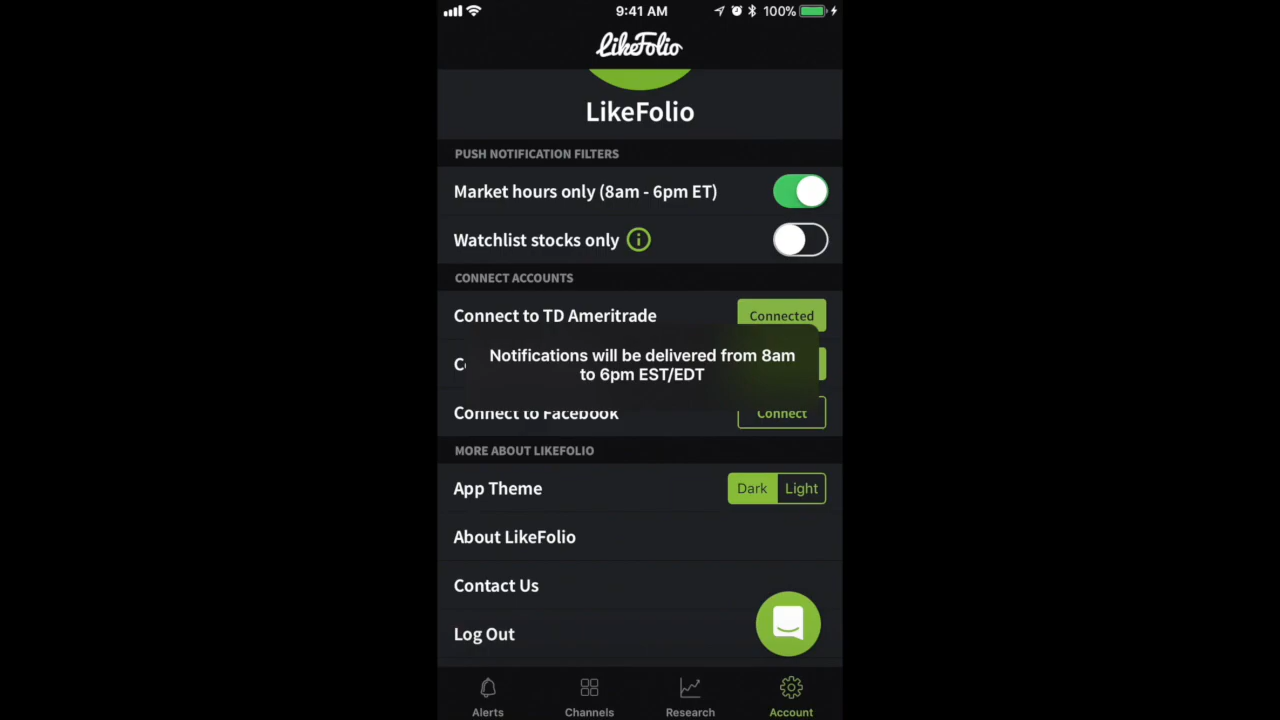 9:41 AM
100%
LikeFolio
LikeFolio
PUSH NOTIFICATION FILTERS
Market hours only (8am - 6pm ET)
Watchlist stocks only
CONNECT ACCOUNTS
Connect to TD Ameritrade
Connected
Notifications will be delivered from 8am
to 6pm EST/EDT
Connect to Facebook
Connect
MORE ABOUT LIKEFOLIO
App Theme
Dark
Light
About LikeFolio
Contact Us
Log Out
Alerts
Channels
Research
Account